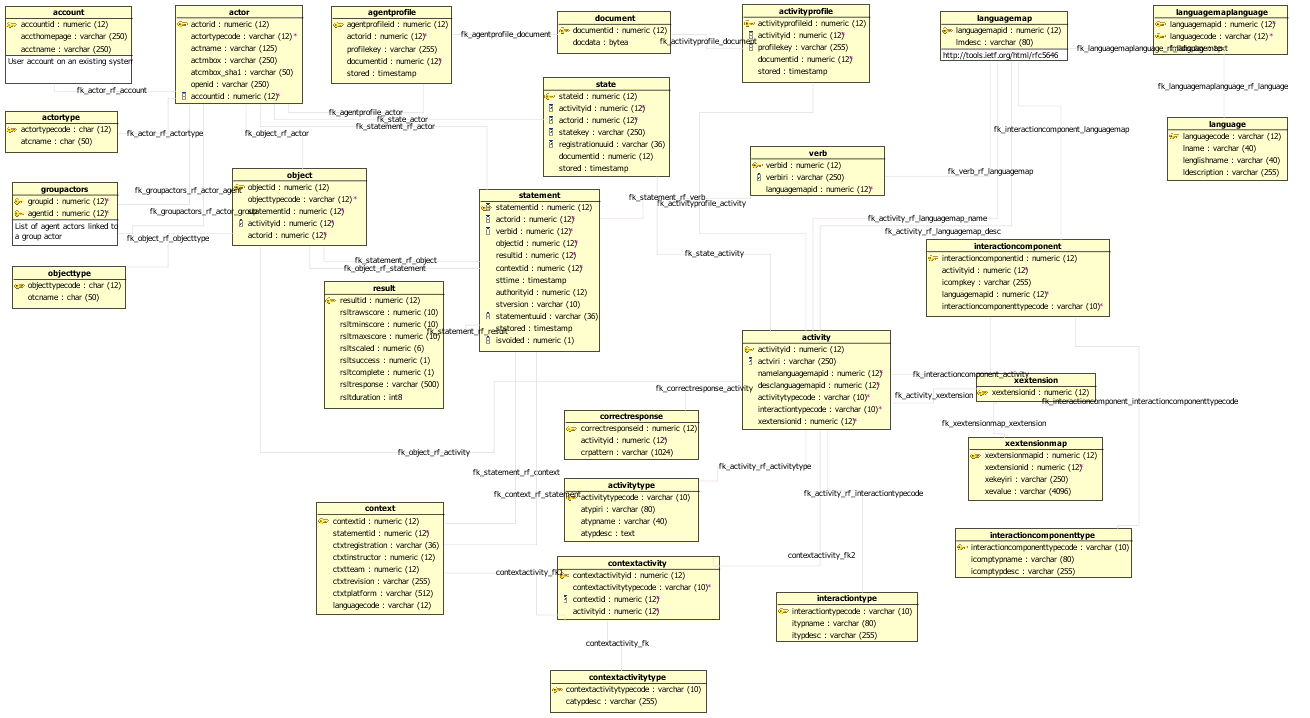 account
accountid : numeric (12)
accthomepage : varchar (250)
acctname : varchar (250)
User account on an existing system
actor
actorid : numeric (12)
actortypecode : varchar (12)*
actname : varchar (125)
actmbox : varchar (250)
atcmbox_sha1 : varchar (50)
openid : varchar (250)
accountid : numeric (12)*
agentprofile
agentprofileid : numeric (12)
actorid : numeric (12)*
profilekey : varchar (255)
documentid : numeric (12)*
stored : timestamp
document
documentid : numeric (12)
docdata : bytea
activityprofile
activityprofileid : numeric (12)
activityid : numeric (12)*
profilekey : varchar (255)
documentid : numeric (12)*
stored : timestamp
languagemap
languagemapid : numeric (12)
lmdesc : varchar (80)
http://tools.ietf.org/html/rfc5646
languagemaplanguage
languagemapid : numeric (12)*
languagecode : varchar (12)*
fk_agentprofile_document
fk_activityprofile_document
fk_languagemaplanguage_rf_languagemap
fk_languagemaplanguage_rf_language
fk_actor_rf_account
fk_agentprofile_actor
fk_state_actor
fk_statement_rf_actor
fk_actor_rf_actortype
fk_object_rf_actor
fk_interactioncomponent_languagemap
actortype
actortypecode : char (12)
atcname : char (50)
state
stateid : numeric (12)
activityid : numeric (12)*
actorid : numeric (12)*
statekey : varchar (250)
registrationuuid : varchar (36)
documentid : numeric (12)
stored : timestamp
language
languagecode : varchar (12)
lname : varchar (40)
lenglishname : varchar (40)
ldescription : varchar (255)
verb
verbid : numeric (12)
verbiri : varchar (250)
languagemapid : numeric (12)*
fk_verb_rf_languagemap
groupactors
groupid : numeric (12)*
agentid : numeric (12)*
List of agent actors linked to
a group actor
fk_groupactors_rf_actor_agent
fk_groupactors_rf_actor_group
object
objectid : numeric (12)
objecttypecode : varchar (12)*
statementid : numeric (12)*
activityid : numeric (12)*
actorid : numeric (12)*
fk_object_rf_objecttype
statement
statementid : numeric (12)
actorid : numeric (12)*
verbid : numeric (12)*
objectid : numeric (12)*
resultid : numeric (12)*
contextid : numeric (12)*
sttime : timestamp
authorityid : numeric (12)
stversion : varchar (10)
statementuuid : varchar (36)
ststored : timestamp
isvoided : numeric (1)
fk_statement_rf_verb
fk_activityprofile_activity
fk_activity_rf_languagemap_name
fk_activity_rf_languagemap_desc
fk_state_activity
fk_statement_rf_object
fk_object_rf_statement
interactioncomponent
interactioncomponentid : numeric (12)
activityid : numeric (12)*
icompkey : varchar (255)
languagemapid : numeric (12)*
interactioncomponenttypecode : varchar (10)*
objecttype
objecttypecode : char (12)
otcname : char (50)
result
resultid : numeric (12)
rsltrawscore : numeric (10)
rsltminscore : numeric (10)
rsltmaxscore : numeric (10)
rsltscaled : numeric (6)
rsltsuccess : numeric (1)
rsltcomplete : numeric (1)
rsltresponse : varchar (500)
rsltduration : int8
fk_statement_rf_result
activity
activityid : numeric (12)
actviri : varchar (250)
namelanguagemapid : numeric (12)*
desclanguagemapid : numeric (12)*
activitytypecode : varchar (10)*
interactiontypecode : varchar (10)*
xextensionid : numeric (12)*
fk_interactioncomponent_activity
fk_correctresponse_activity
fk_activity_xextension
xextension
xextensionid : numeric (12)
fk_interactioncomponent_interactioncomponenttypecode
fk_xextensionmap_xextension
correctresponse
correctresponseid : numeric (12)
activityid : numeric (12)*
crpattern : varchar (1024)
xextensionmap
xextensionmapid : numeric (12)
xextensionid : numeric (12)*
xekeyiri : varchar (250)
xevalue : varchar (4096)
fk_object_rf_activity
fk_statement_rf_context
fk_context_rf_statement
fk_activity_rf_activitytype
fk_activity_rf_interactiontypecode
activitytype
activitytypecode : varchar (10)
atypiri : varchar (80)
atypname : varchar (40)
atypdesc : text
context
contextid : numeric (12)
statementid : numeric (12)*
ctxtregistration : varchar (36)
ctxtinstructor : numeric (12)
ctxtteam : numeric (12)
ctxtrevision : varchar (255)
ctxtplatform : varchar (512)
languagecode : varchar (12)
interactioncomponenttype
interactioncomponenttypecode : varchar (10)
icomptypname : varchar (80)
icomptypdesc : varchar (255)
contextactivity_fk2
contextactivity
contextactivityid : numeric (12)
contextactivitytypecode : varchar (10)*
contextid : numeric (12)*
activityid : numeric (12)*
interactiontype
interactiontypecode : varchar (10)
itypname : varchar (80)
itypdesc : varchar (255)
contextactivity_fk
contextactivitytype
contextactivitytypecode : varchar (10)
catypdesc : varchar (255)